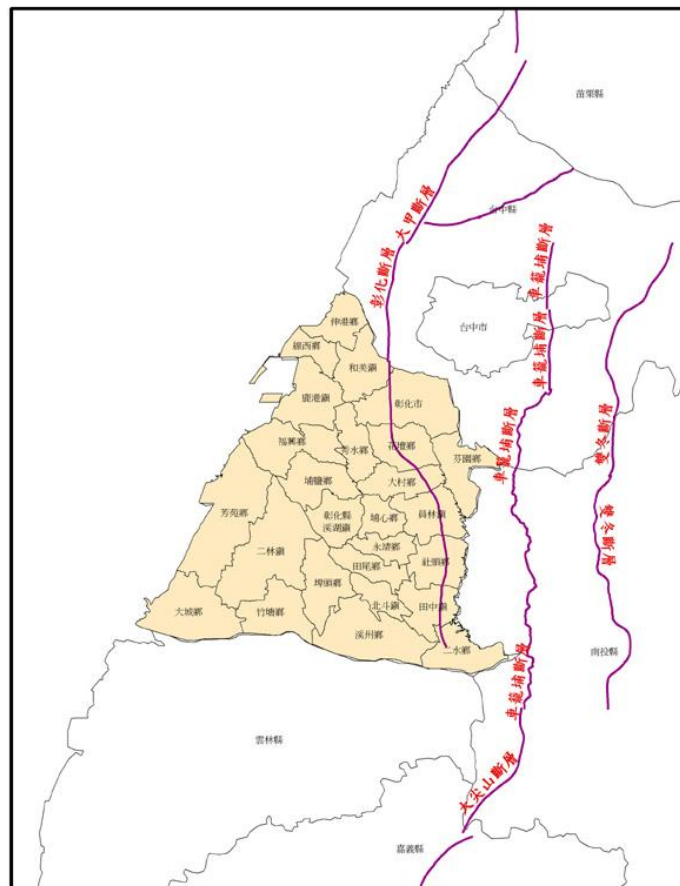 苗栗縣
大甲斷層
台中縣
彰化斷層
車籠埔斷層
伸港鄉
台中市
線西鄉
車籠埔斷層
和美鎮
鹿港鎮
彰化市
車籠埔斷層
雙冬斷層
福興鄉
秀水鄉
花壇鄉
芬園鄉
埔鹽鄉
大村鄉
芳苑鄉
彰化縣
溪湖鎮
埔心鄉
員林鎮
雙冬斷層
二林鎮
永靖鄉
田尾鄉
社頭鄉
埤頭鄉
大城鄉
竹塘鄉
北斗鎮
田中鎮
溪州鄉
二水鄉
南投縣
車籠埔斷層
雲林縣
大尖山斷層
嘉義縣